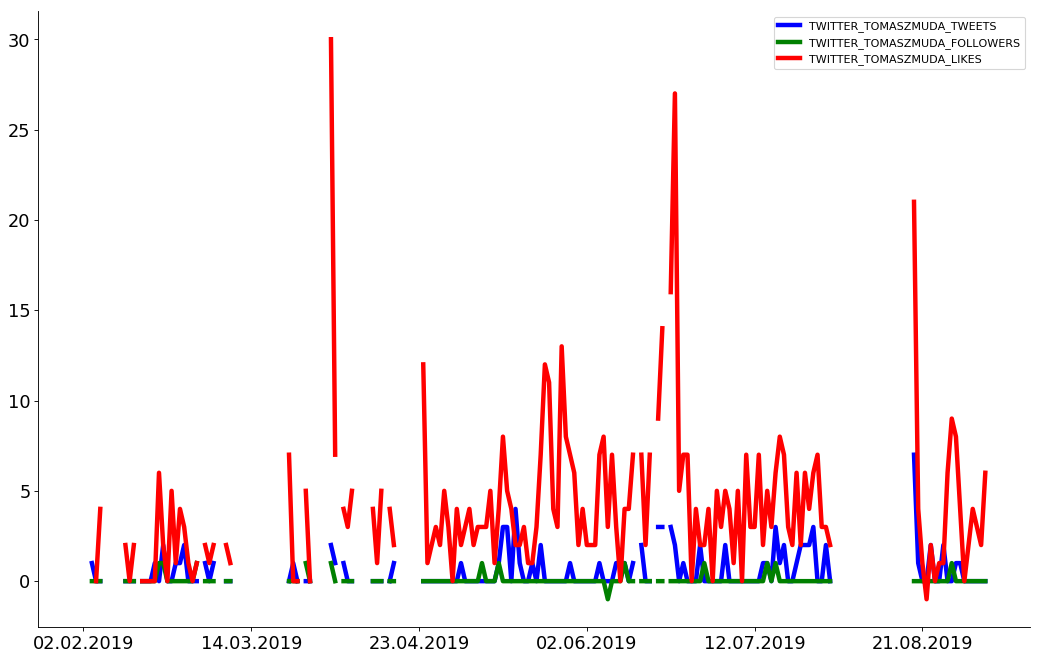 TWITTER_TOMASZMUDA_TWEETS
TWITTER_TOMASZMUDA_FOLLOWERS
TWITTER_TOMASZMUDA_LIKES
30
25
20
15
10
5
0
02.02.2019 14.03.2019 23.04.2019 02.06.2019 12.07.2019 21.08.2019